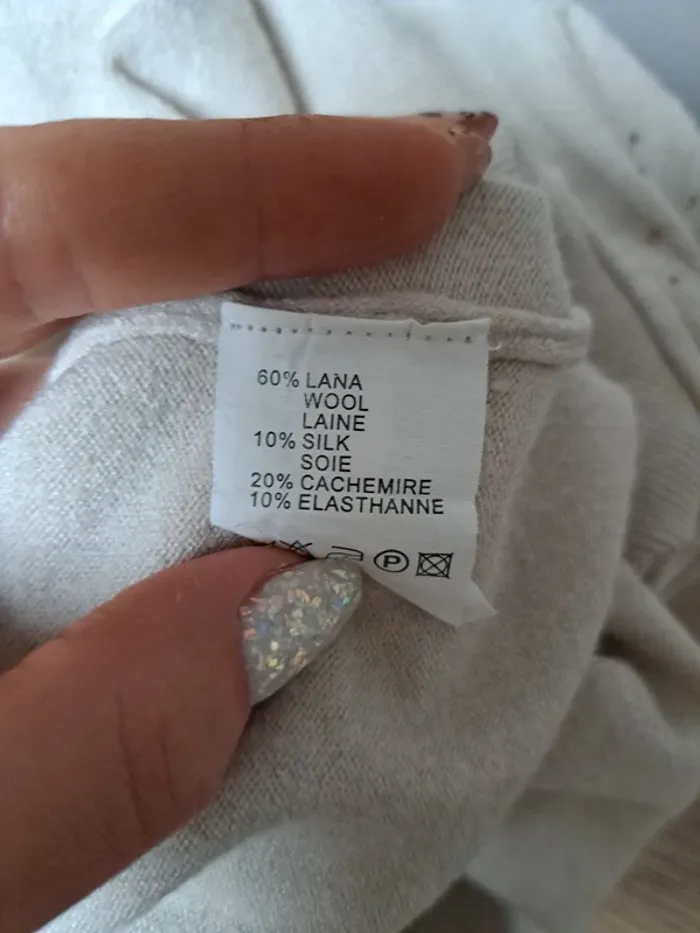 60% LANA
WOOL
LAINE
10% SILK
SOIE
20% CACHEMIRE
10% ELASTHANNE
P